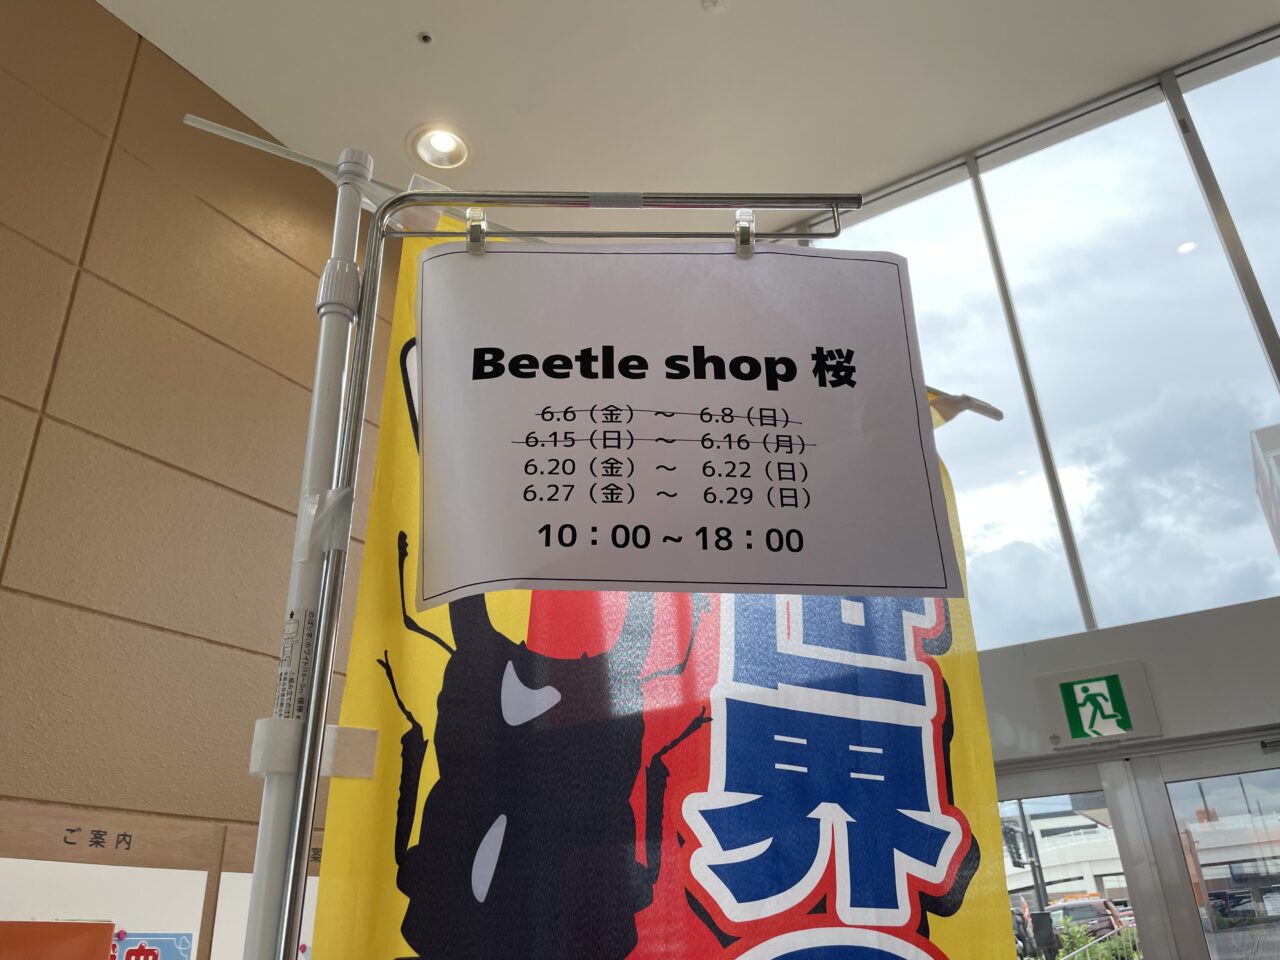 Beetle shop 桜
6.6（金）～ 6.8（日）
6.15（日）～ 6.16（月）
6.20（金）～ 6.22（日）
6.27（金）～ 6.29（日）
10：00～18：00
世界
ご案内
案